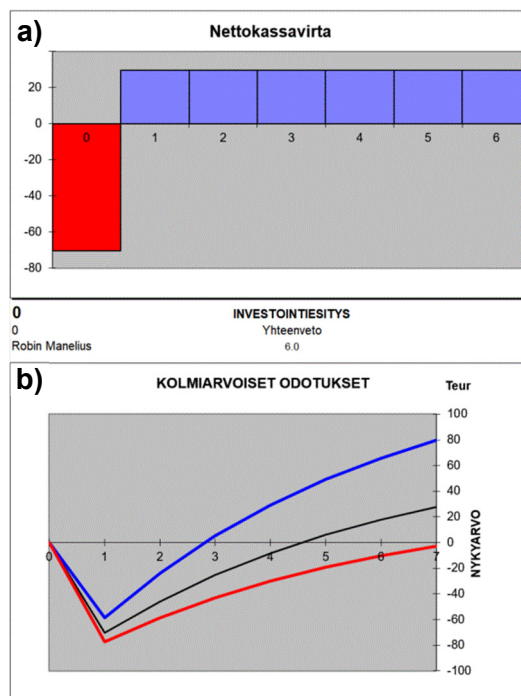 a)
Nettokassavirta
20
0
-20
-40
-60
-80
0 1 2 3 4 5 6
0 INVESTOINTIESITYS
0 Yhteenveto
Robin Manelius 6.0
b)
KOLMIARVOISET ODOTUKSET Teur
100
80
60
40
20
0
-20
-40
-60
-80
-100
0 1 2 3 4 5 6 7
NYKYARVO